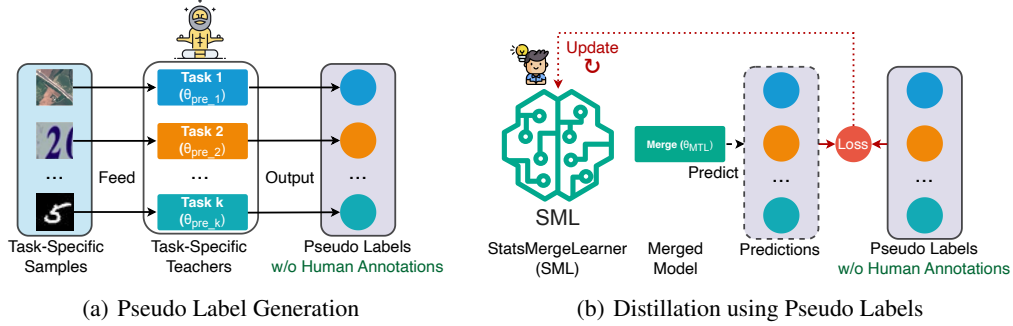 Task 1
(θpre_1)
Task 2
(θpre_2)
...
...
...
Feed
Output
Task k
(θpre_k)
5
Task-Specific
Samples
Task-Specific
Teachers
Pseudo Labels
w/o Human Annotations
(a) Pseudo Label Generation
Update
↻
Merge (θMTL)
Predict
Loss
...
...
SML
StatsMergeLearner
(SML)
Merged
Model
Predictions
Pseudo Labels
w/o Human Annotations
(b) Distillation using Pseudo Labels